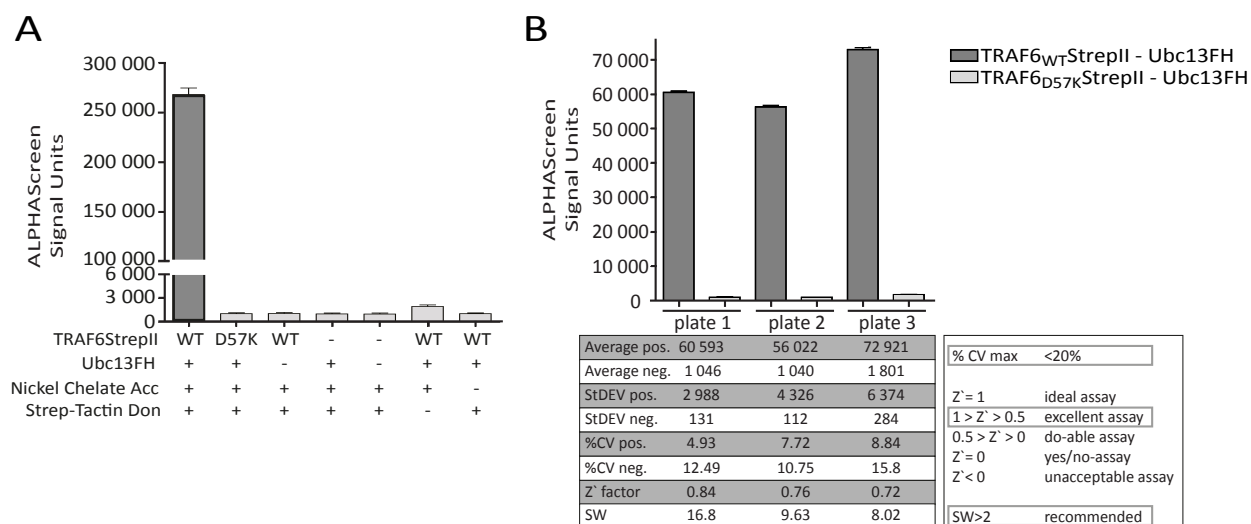 A
ALPHAScreen
Signal Units
300 000
250 000
200 000
150 000
100 000
6 000
3 000
0
TRAF6StrepII WT D57K WT - - WT WT
Ubc13FH + + - + - + +
Nickel Chelate Acc + + + + + + -
Strep-Tactin Don + + + + + - +
B
ALPHAScreen
Signal Units
70 000
60 000
50 000
40 000
30 000
20 000
10 000
0
plate 1 plate 2 plate 3
TRAF6WTStrepII - Ubc13FH
TRAF6D57KStrepII - Ubc13FH
Average pos. 60 593 56 022 72 921
Average neg. 1 046 1 040 1 801
StDEV pos. 2 988 4 326 6 374
StDEV neg. 131 112 284
%CV pos. 4.93 7.72 8.84
%CV neg. 12.49 10.75 15.8
Z` factor 0.84 0.76 0.72
SW 16.8 9.63 8.02
% CV max <20%
Z`= 1 ideal assay
1 > Z` > 0.5 excellent assay
0.5 > Z` > 0 do-able assay
Z`= 0 yes/no-assay
Z`< 0 unacceptable assay
SW>2 recommended